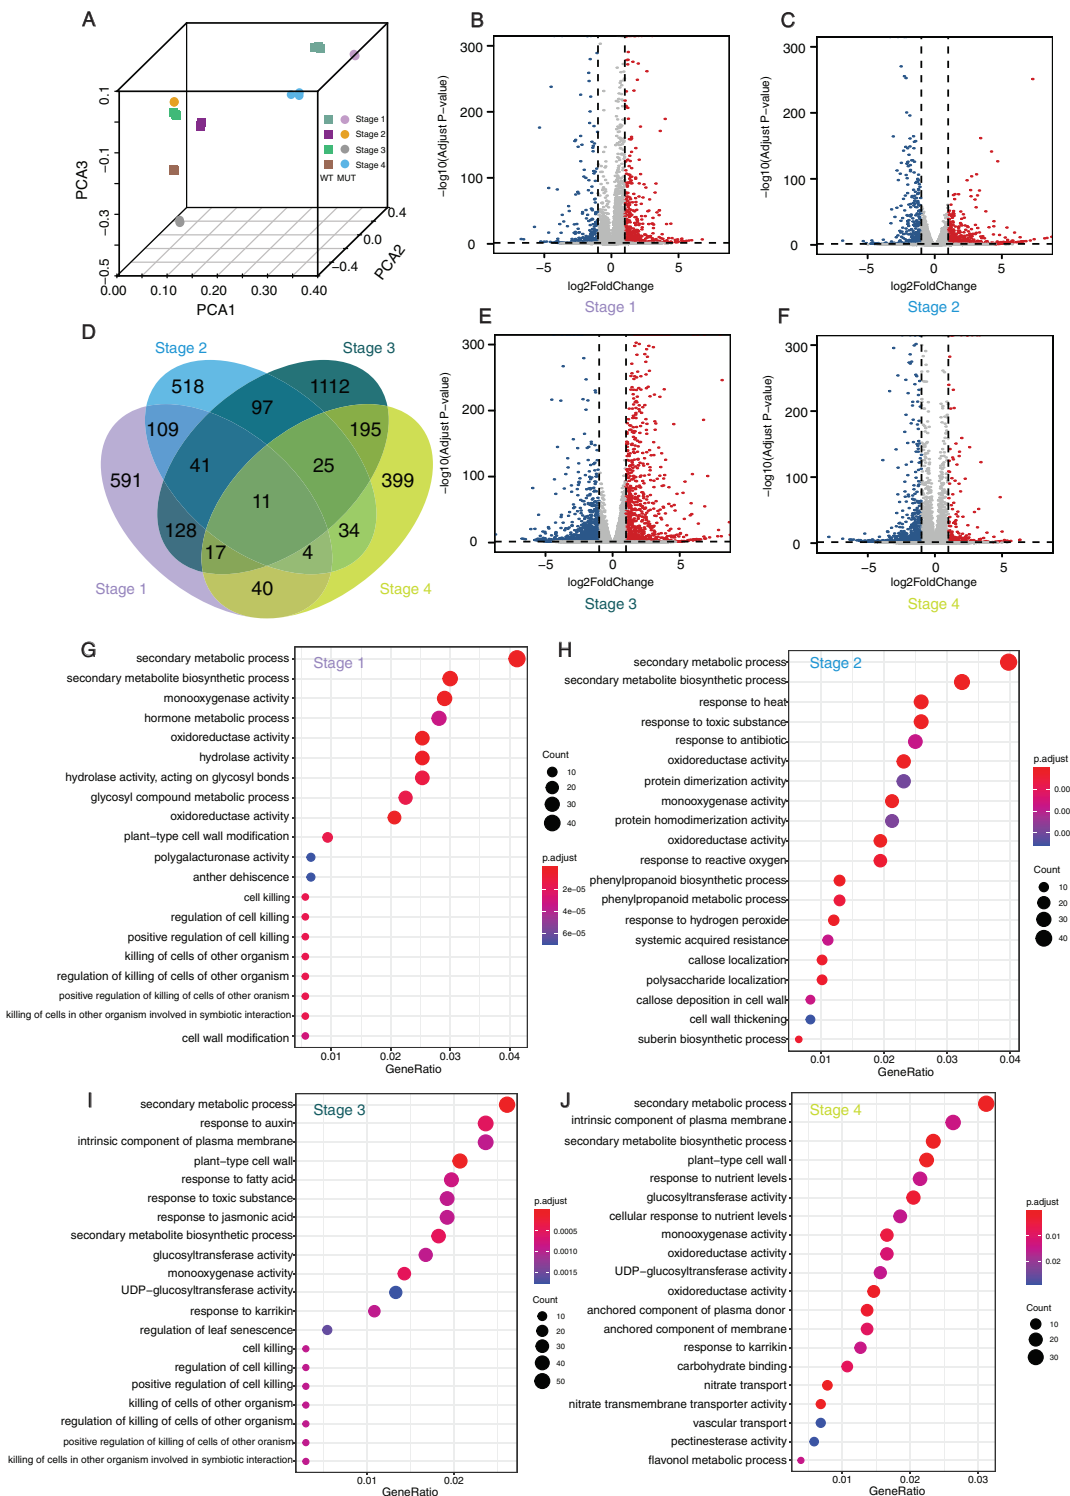 A
0.1
−0.1
−0.3
−0.5
PCA3
0.00
0.10
0.20
0.30
0.40
PCA1
−0.4
0.0
0.4
PCA2
Stage 1
Stage 2
Stage 3
Stage 4
WT MUT
B
300
200
100
0
−log10(Adjust P−value)
−5
0
5
log2FoldChange
Stage 1
C
300
200
100
0
−log10(Adjust P−value)
−5
0
5
log2FoldChange
Stage 2
D
Stage 2
Stage 3
518
1112
97
109
195
41
25
591
399
11
128
34
17
4
40
Stage 1
Stage 4
E
300
200
100
0
−log10(Adjust P−value)
−5
0
5
log2FoldChange
Stage 3
F
300
200
100
0
−log10(Adjust P−value)
−5
0
5
log2FoldChange
Stage 4
G
Stage 1
secondary metabolic process
secondary metabolite biosynthetic process
monooxygenase activity
hormone metabolic process
oxidoreductase activity
hydrolase activity
hydrolase activity, acting on glycosyl bonds
glycosyl compound metabolic process
oxidoreductase activity
plant−type cell wall modification
polygalacturonase activity
anther dehiscence
cell killing
regulation of cell killing
positive regulation of cell killing
killing of cells of other organism
regulation of killing of cells of other organism
positive regulation of killing of cells of other oranism
killing of cells in other organism involved in symbiotic interaction
cell wall modification
0.01
0.02
0.03
0.04
GeneRatio
Count
10
20
30
40
p.adjust
2e−05
4e−05
6e−05
H
Stage 2
secondary metabolic process
secondary metabolite biosynthetic process
response to heat
response to toxic substance
response to antibiotic
oxidoreductase activity
protein dimerization activity
monooxygenase activity
protein homodimerization activity
oxidoreductase activity
response to reactive oxygen
phenylpropanoid biosynthetic process
phenylpropanoid metabolic process
response to hydrogen peroxide
systemic acquired resistance
callose localization
polysaccharide localization
callose deposition in cell wall
cell wall thickening
suberin biosynthetic process
0.01
0.02
0.03
0.04
GeneRatio
p.adjust
0.00
0.00
0.00
Count
10
20
30
40
I
Stage 3
secondary metabolic process
response to auxin
intrinsic component of plasma membrane
plant−type cell wall
response to fatty acid
response to toxic substance
response to jasmonic acid
secondary metabolite biosynthetic process
glucosyltransferase activity
monooxygenase activity
UDP−glucosyltransferase activity
response to karrikin
regulation of leaf senescence
cell killing
regulation of cell killing
positive regulation of cell killing
killing of cells of other organism
regulation of killing of cells of other organism
positive regulation of killing of cells of other oranism
killing of cells in other organism involved in symbiotic interaction
0.01
0.02
GeneRatio
p.adjust
0.0005
0.0010
0.0015
Count
10
20
30
40
50
J
Stage 4
secondary metabolic process
intrinsic component of plasma membrane
secondary metabolite biosynthetic process
plant−type cell wall
response to nutrient levels
glucosyltransferase activity
cellular response to nutrient levels
monooxygenase activity
oxidoreductase activity
UDP−glucosyltransferase activity
oxidoreductase activity
anchored component of plasma donor
anchored component of membrane
response to karrikin
carbohydrate binding
nitrate transport
nitrate transmembrane transporter activity
vascular transport
pectinesterase activity
flavonol metabolic process
0.01
0.02
0.03
GeneRatio
p.adjust
0.01
0.02
Count
10
20
30